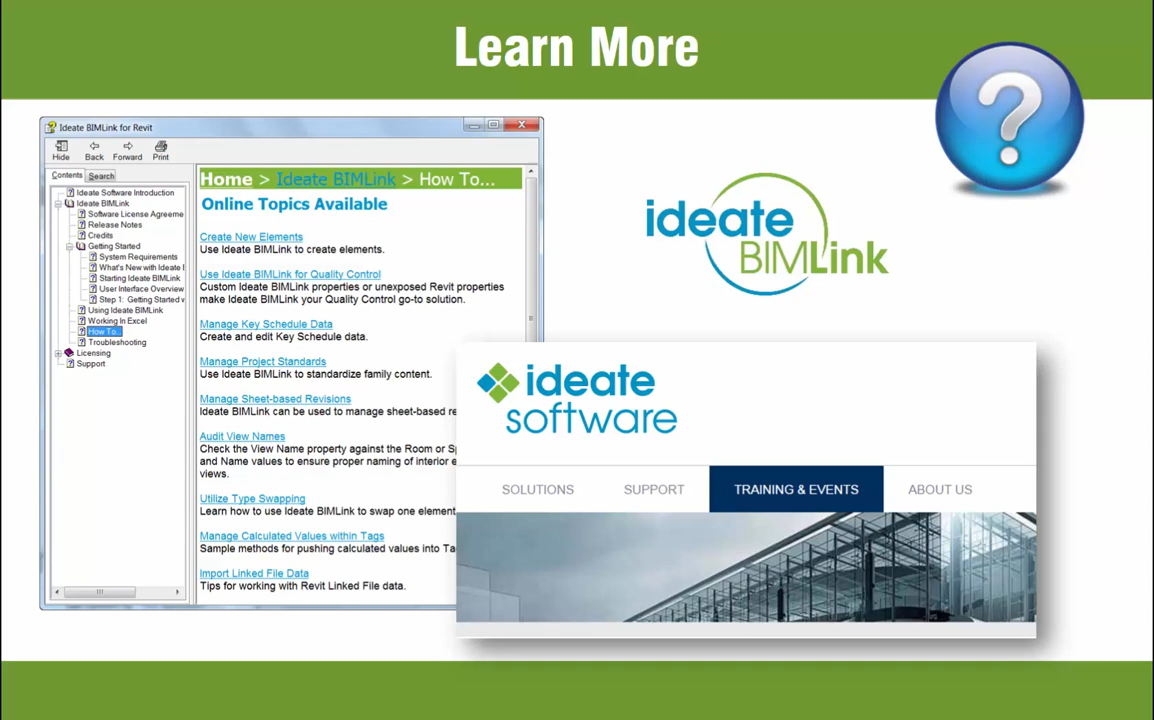 Learn More
Ideate BIMLink for Revit
Hide Back Forward Print
Contents Search
Ideate Software Introduction
Ideate BIMLink
Software License Agreeme
Release Notes
Credits
Getting Started
System Requirements
What's New with Ideate I
Starting Ideate BIMLink
User Interface Overview
Step 1: Getting Started v
Using Ideate BIMLink
Working In Excel
How To...
Troubleshooting
Licensing
Support
Home > Ideate BIMLink > How To...
Online Topics Available
Create New Elements
Use Ideate BIMLink to create elements.
Use Ideate BIMLink for Quality Control
Custom Ideate BIMLink properties or unexposed Revit properties
make Ideate BIMLink your Quality Control go-to solution.
Manage Key Schedule Data
Create and edit Key Schedule data.
Manage Project Standards
Use Ideate BIMLink to standardize family content.
Manage Sheet-based Revisions
Ideate BIMLink can be used to manage sheet-based re
Audit View Names
Check the View Name property against the Room or Sp
and Name values to ensure proper naming of interior e
views.
Utilize Type Swapping
Learn how to use Ideate BIMLink to swap one element
Manage Calculated Values within Tags
Sample methods for pushing calculated values into Ta
Import Linked File Data
Tips for working with Revit Linked File data.
?
ideate
BIMLink
ideate
software
SOLUTIONS SUPPORT TRAINING & EVENTS ABOUT US